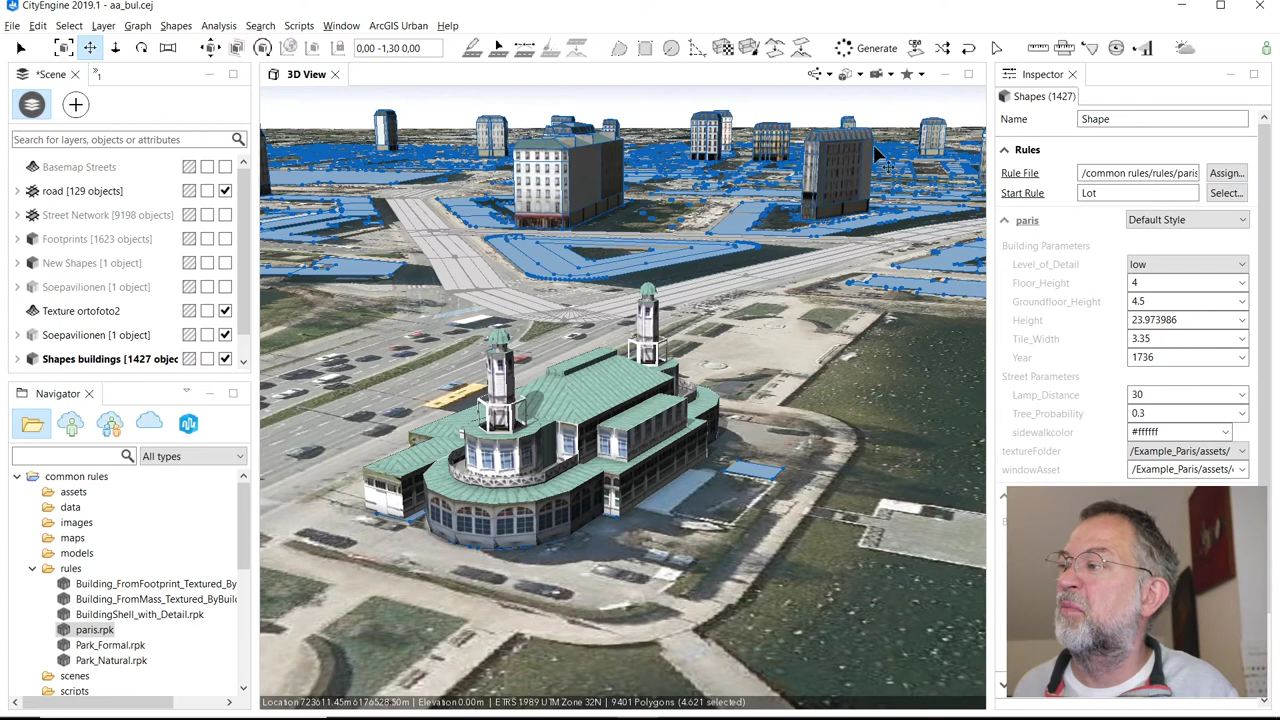 CityEngine 2019.1 - aa_bul.cej
File Edit Select Layer Graph Shapes Analysis Search Scripts Window ArcGIS Urban Help
0,00 -1,30 0,00
Generate
*Scene
»1
3D View
Inspector
Shapes (1427)
Name Shape
Search for layers, objects or attributes
Rules
Basemap Streets
Rule File /common rules/rules/paris Assign...
road [129 objects]
Start Rule Lot Select...
Street Network [9198 objects]
paris Default Style
Footprints [1623 objects]
Building Parameters
New Shapes [1 object]
Level_of_Detail low
Floor_Height 4
Soepavilionen [1 object]
Groundfloor_Height 4.5
Texture ortofoto2
Height 23.973986
Soepavilionen [1 object]
Tile_Width 3.35
Shapes buildings [1427 objec
Year 1736
Street Parameters
Navigator
Lamp_Distance 30
Tree_Probability 0.3
sidewalkcolor #ffffff
All types
textureFolder /Example_Paris/assets/
windowAsset /Example_Paris/assets/
common rules
assets
data
images
maps
models
rules
Building_FromFootprint_Textured_By
Building_FromMass_Textured_ByBuil
BuildingShell_with_Detail.rpk
paris.rpk
Park_Formal.rpk
Park_Natural.rpk
scenes
scripts
Location 723611.45m 6176528.50m | Elevation 0.00m | ETRS 1989 UTM Zone 32N | 9401 Polygons (4.621 selected)